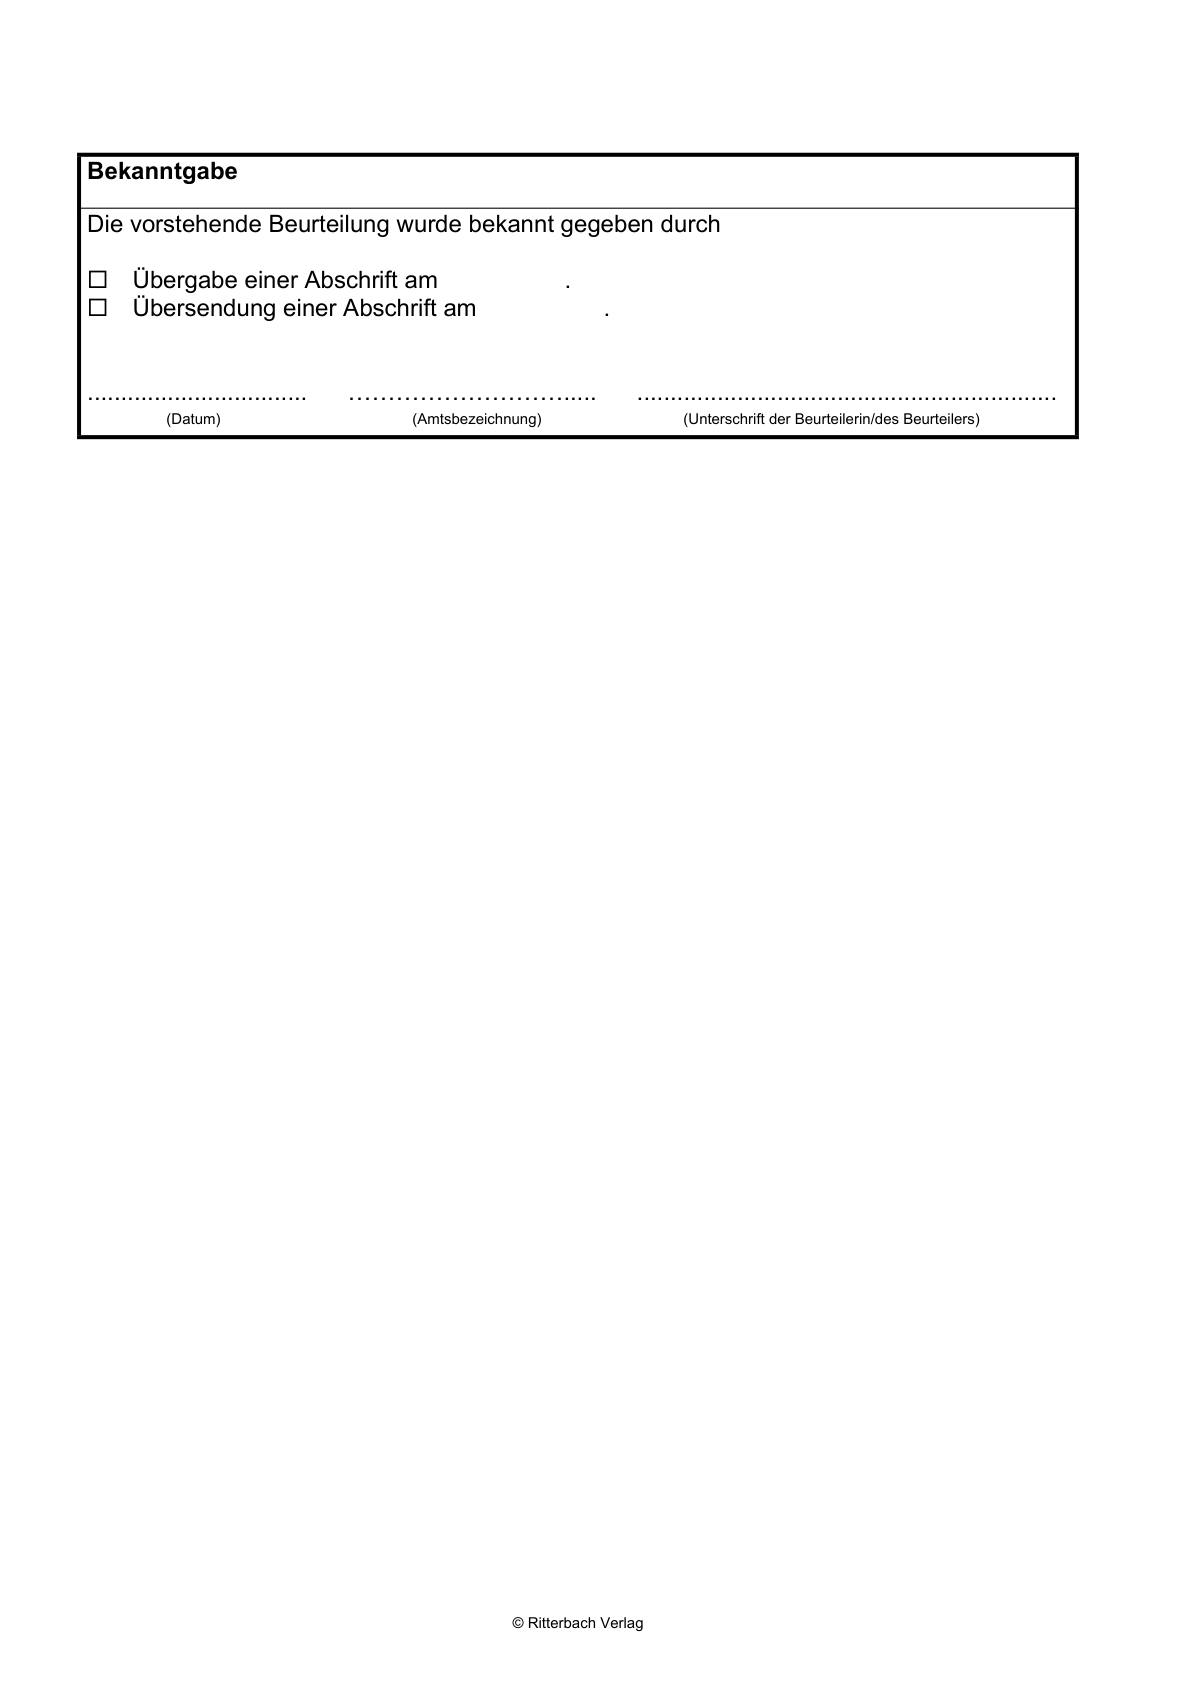 Bekanntgabe
Die vorstehende Beurteilung wurde bekannt gegeben durch
☐ Übergabe einer Abschrift am .
☐ Übersendung einer Abschrift am .
................................. ……………………….... ...............................................................
(Datum) (Amtsbezeichnung) (Unterschrift der Beurteilerin/des Beurteilers)
© Ritterbach Verlag